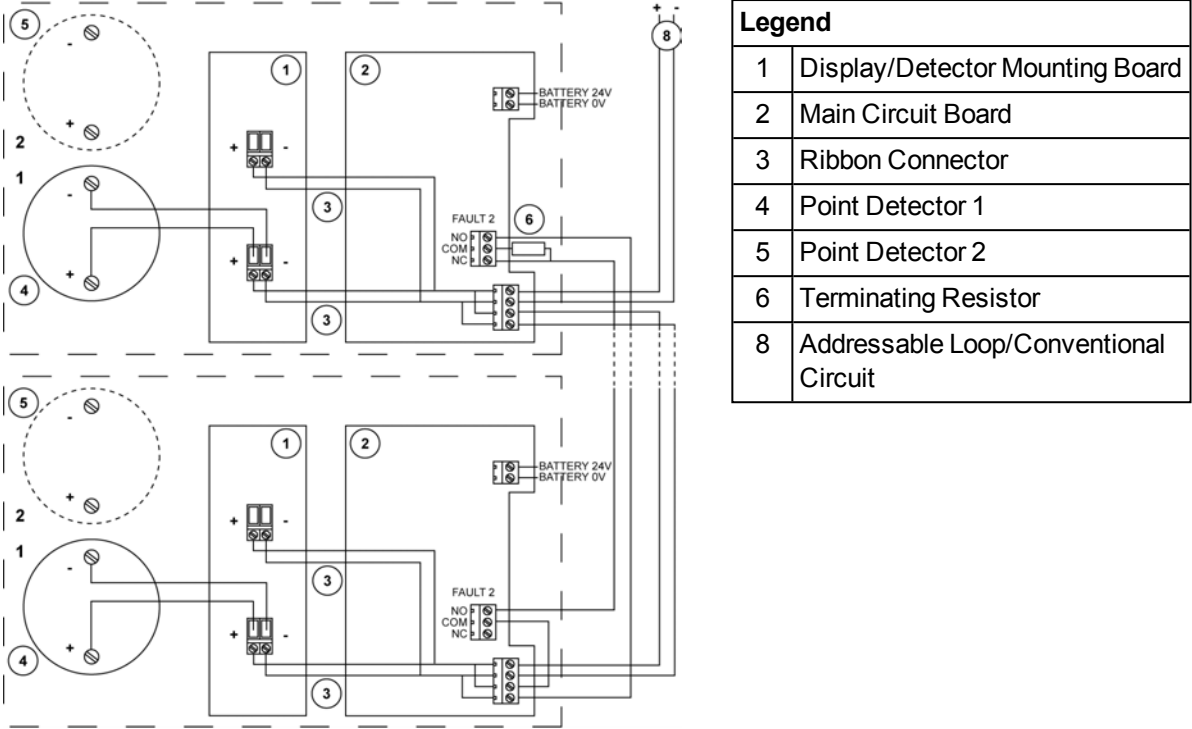 + -
8
5
-
+
2
1
-
+
4
1
2
BATTERY 24V
BATTERY 0V
+ -
3
FAULT 2
6
NO
COM
NC
+ -
3
5
-
+
2
1
-
+
4
1
2
BATTERY 24V
BATTERY 0V
+ -
3
FAULT 2
NO
COM
NC
+ -
3
Legend
1 Display/Detector Mounting Board
2 Main Circuit Board
3 Ribbon Connector
4 Point Detector 1
5 Point Detector 2
6 Terminating Resistor
8 Addressable Loop/Conventional
Circuit